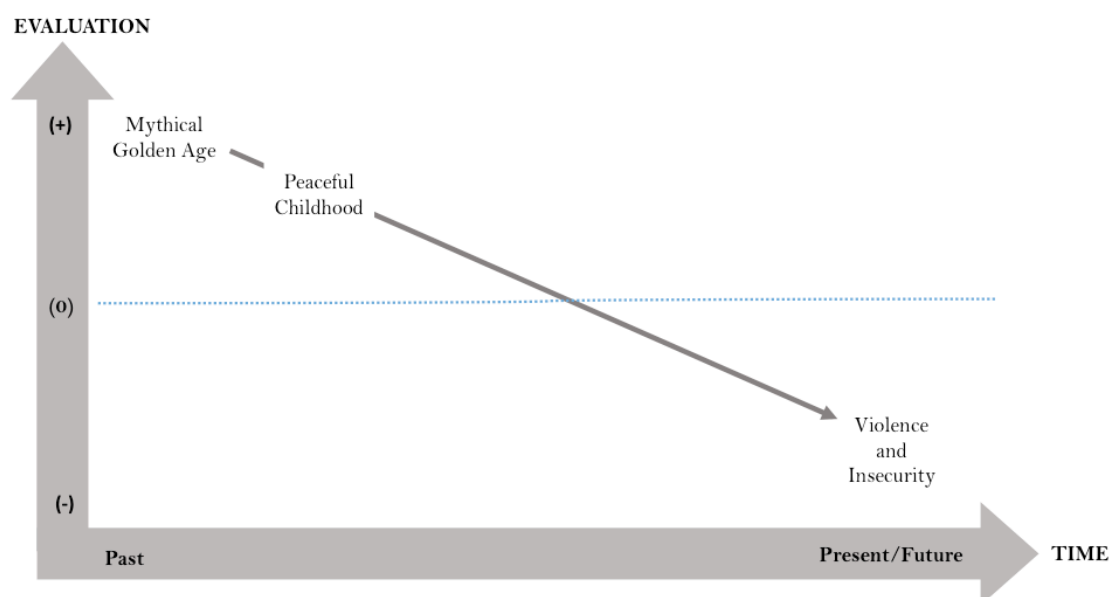 EVALUATION
(+)
Mythical
Golden Age
Peaceful
Childhood
(0)
Violence
and
Insecurity
(-)
Past
Present/Future
TIME